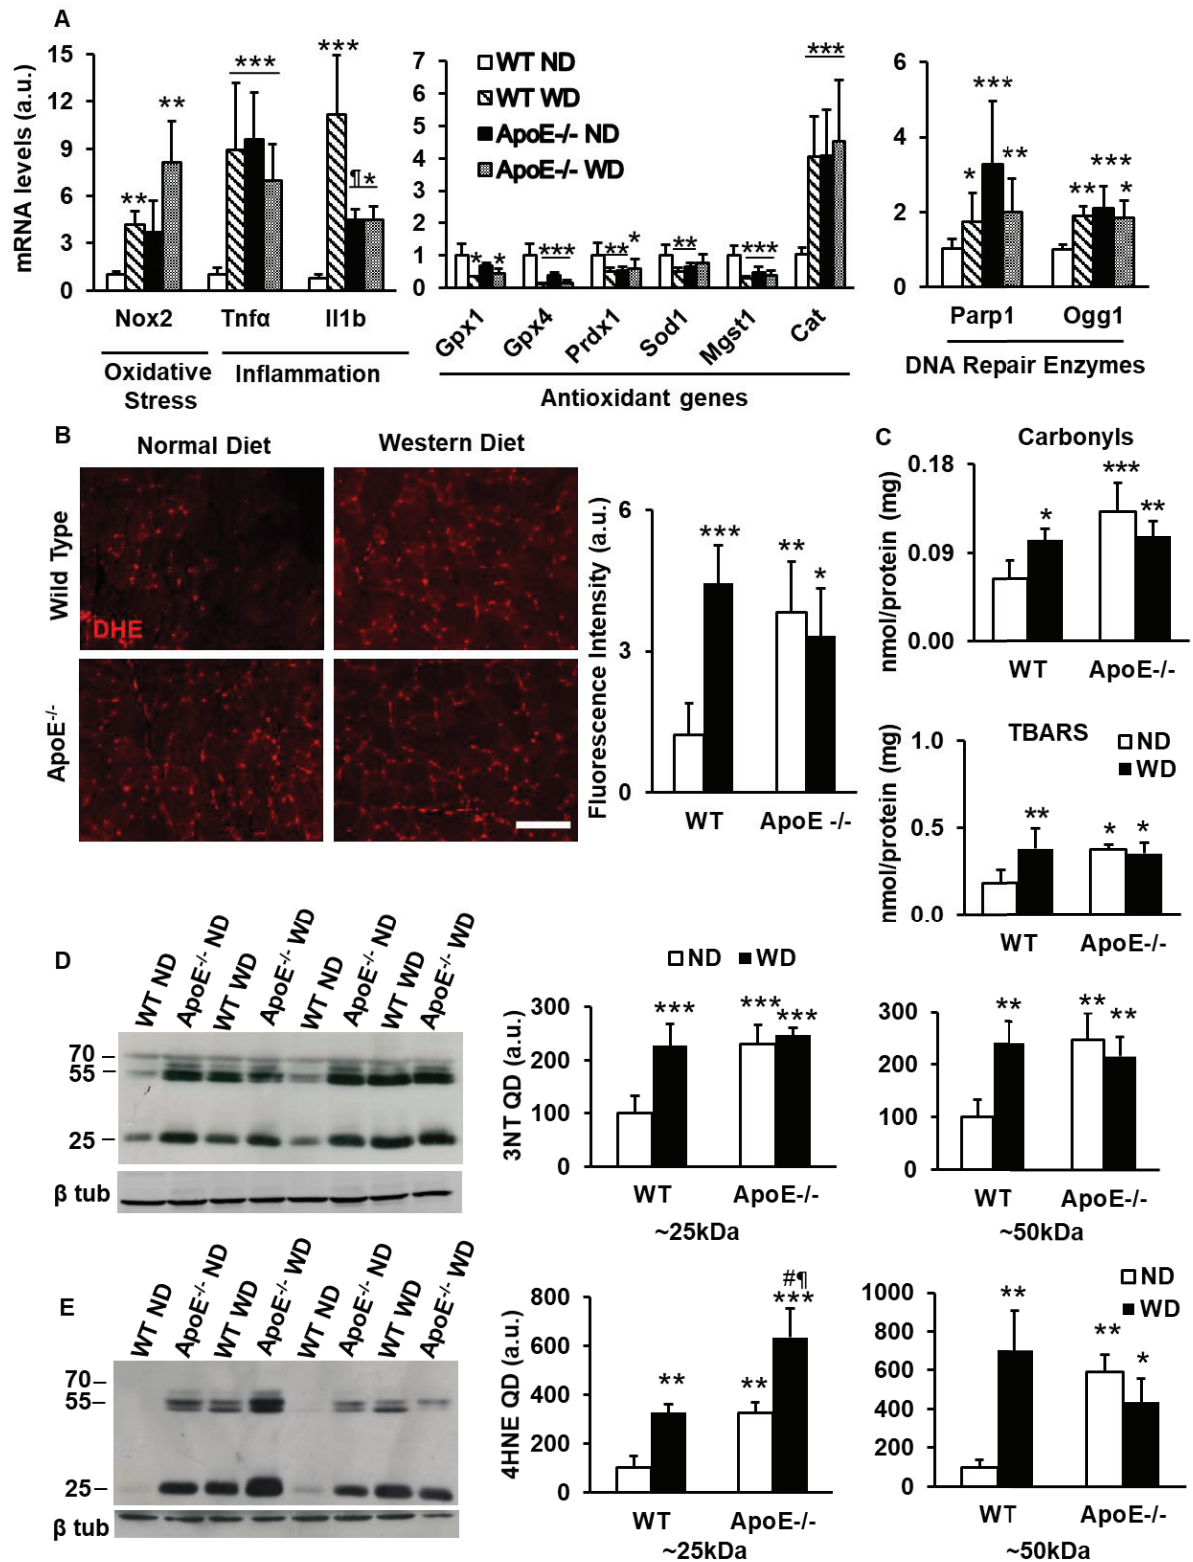 A
mRNA levels (a.u.)
15
12
9
6
3
0
**
**
***
***
¶*
Nox2
Tnfα
Il1b
Oxidative
Stress
Inflammation
7
6
5
4
3
2
1
0
WT ND
WT WD
ApoE-/- ND
ApoE-/- WD
* *
***
** *
**
***
***
Gpx1
Gpx4
Prdx1
Sod1
Mgst1
Cat
Antioxidant genes
6
4
2
0
*
***
**
**
***
*
Parp1
Ogg1
DNA Repair Enzymes
B
Normal Diet
Western Diet
Wild Type
DHE
ApoE-/-
Fluorescence Intensity (a.u.)
6
3
0
***
**
*
WT
ApoE -/-
C
Carbonyls
nmol/protein (mg)
0.18
0.09
0.00
*
***
**
WT
ApoE-/-
TBARS
nmol/protein (mg)
1.0
0.5
0.0
ND
WD
**
*
*
WT
ApoE-/-
D
WT ND
ApoE-/- ND
WT WD
ApoE-/- WD
WT ND
ApoE-/- ND
WT WD
ApoE-/- WD
70
55
25
β tub
ND
WD
3NT QD (a.u.)
300
200
100
0
***
***
***
WT
ApoE-/-
~25kDa
300
200
100
0
**
**
**
WT
ApoE-/-
~50kDa
E
WT ND
ApoE-/- ND
WT WD
ApoE-/- WD
WT ND
ApoE-/- ND
WT WD
ApoE-/- WD
70
55
25
β tub
4HNE QD (a.u.)
800
600
400
200
0
**
**
#¶
***
WT
ApoE-/-
~25kDa
1000
800
600
400
200
0
ND
WD
**
**
*
WT
ApoE-/-
~50kDa